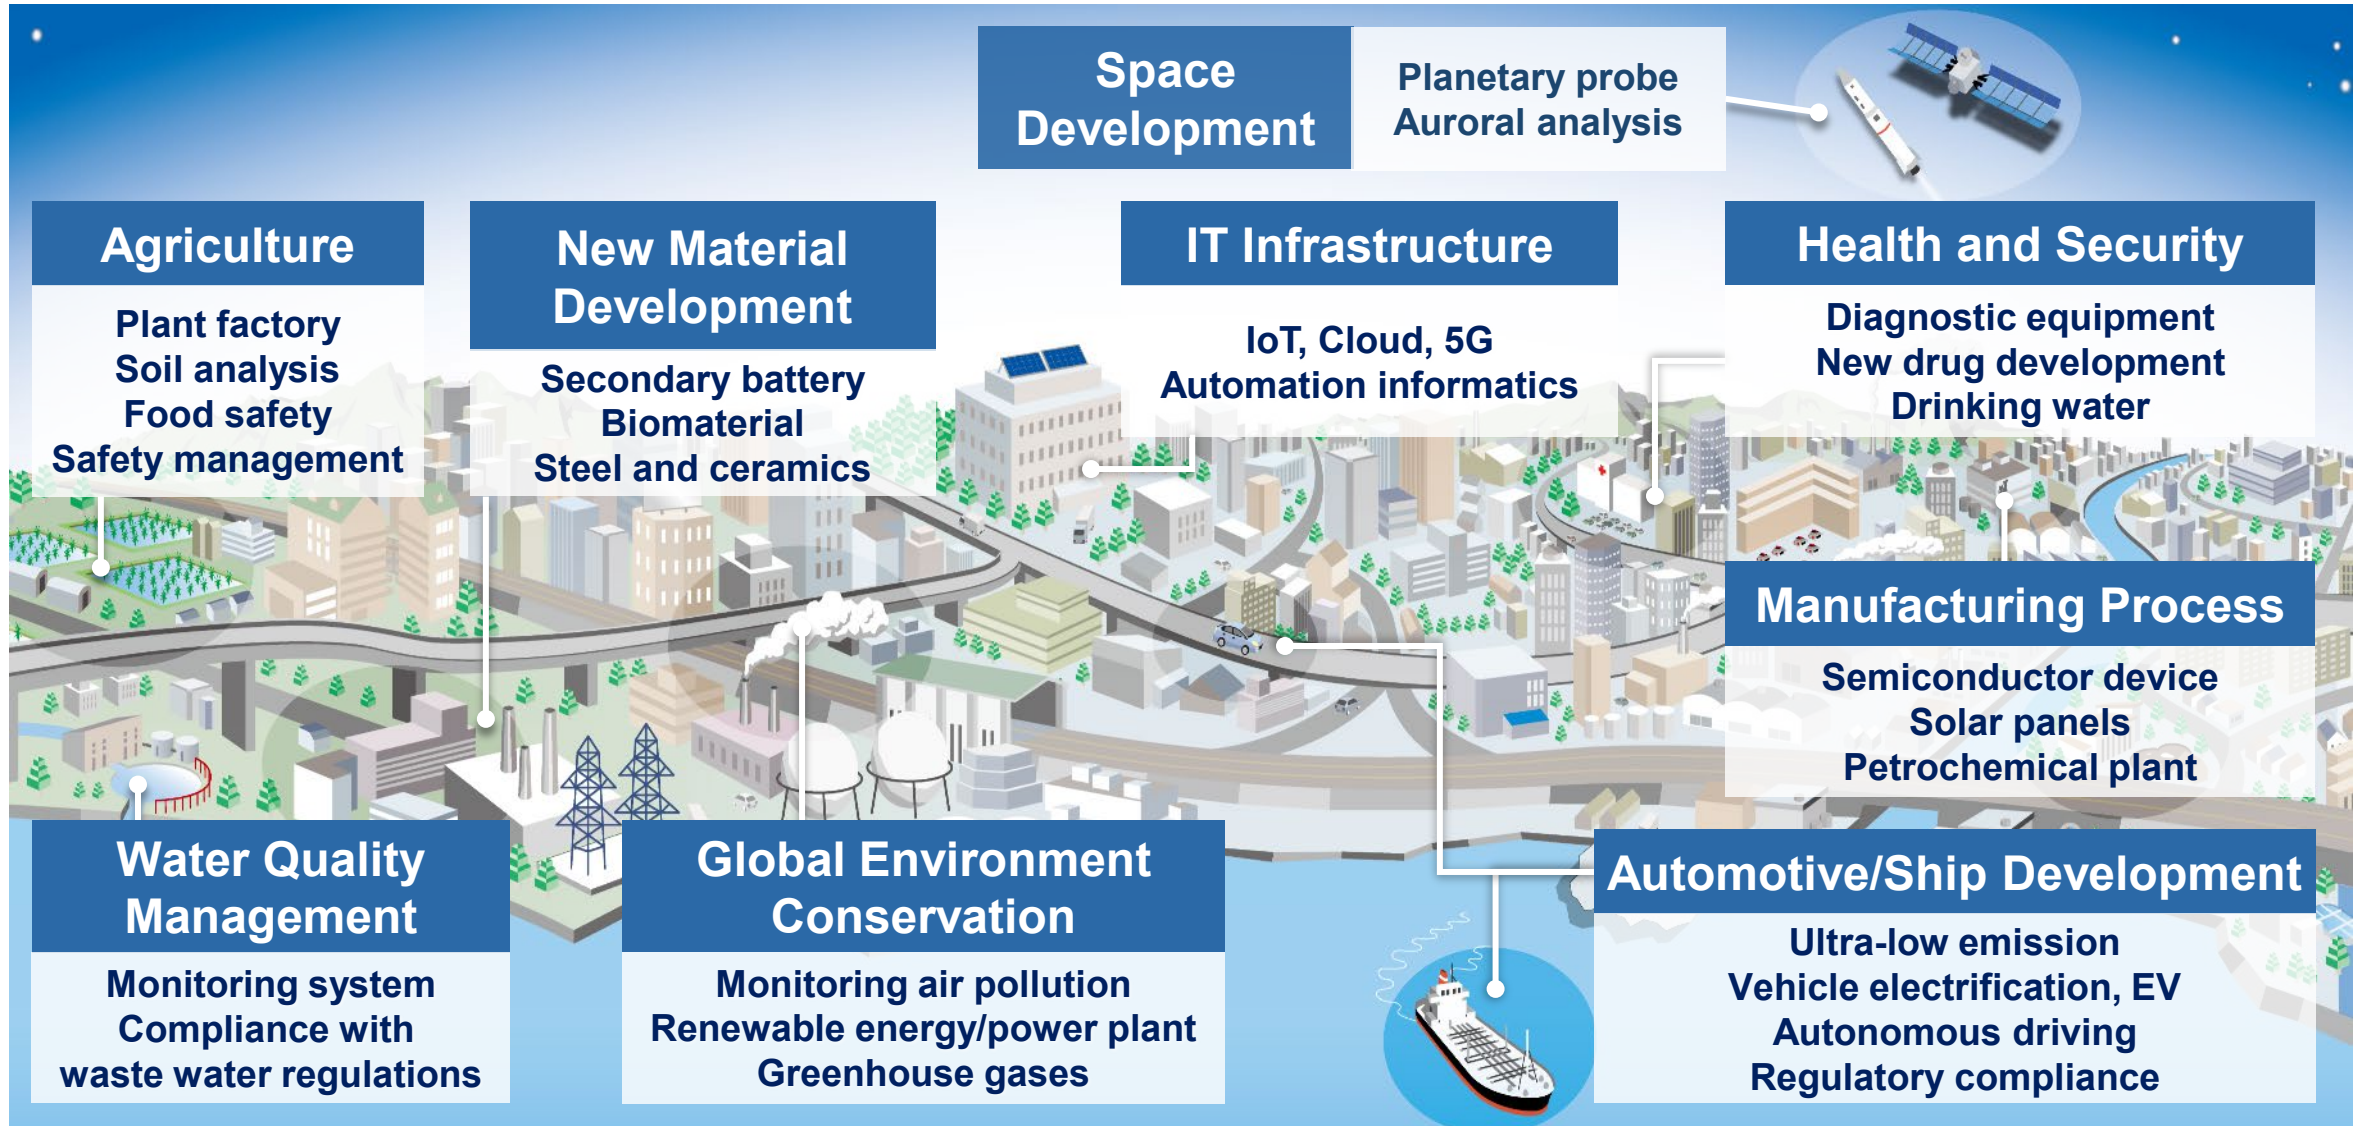 Space
Development
Planetary probe
Auroral analysis
Agriculture
Plant factory
Soil analysis
Food safety
Safety management
New Material
Development
Secondary battery
Biomaterial
Steel and ceramics
IT Infrastructure
IoT, Cloud, 5G
Automation informatics
Health and Security
Diagnostic equipment
New drug development
Drinking water
Manufacturing Process
Semiconductor device
Solar panels
Petrochemical plant
Water Quality
Management
Monitoring system
Compliance with
waste water regulations
Global Environment
Conservation
Monitoring air pollution
Renewable energy/power plant
Greenhouse gases
Automotive/Ship Development
Ultra-low emission
Vehicle electrification, EV
Autonomous driving
Regulatory compliance